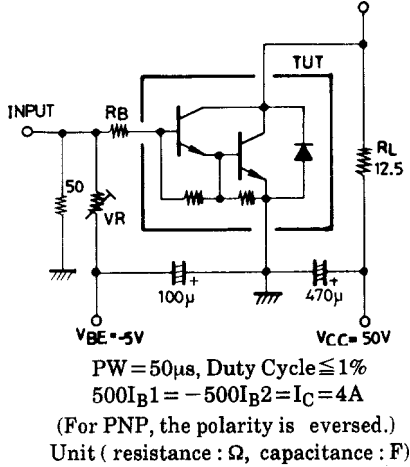 TUT
INPUT
RB
50
VR
RL
12.5
100μ
+
470μ
+
VBE=-5V
VCC=50V
PW=50μs, Duty Cycle≦1%
500IB1=-500IB2=IC=4A
(For PNP, the polarity is eversed.)
Unit ( resistance : Ω, capacitance : F)